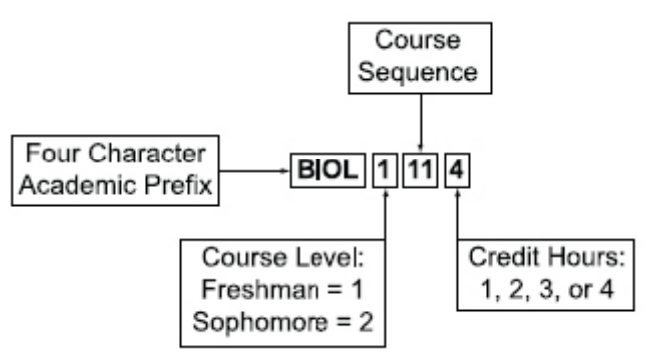 Course
Sequence
Four Character
Academic Prefix
BIOL 1 11 4
Course Level:
Freshman = 1
Sophomore = 2
Credit Hours:
1, 2, 3, or 4